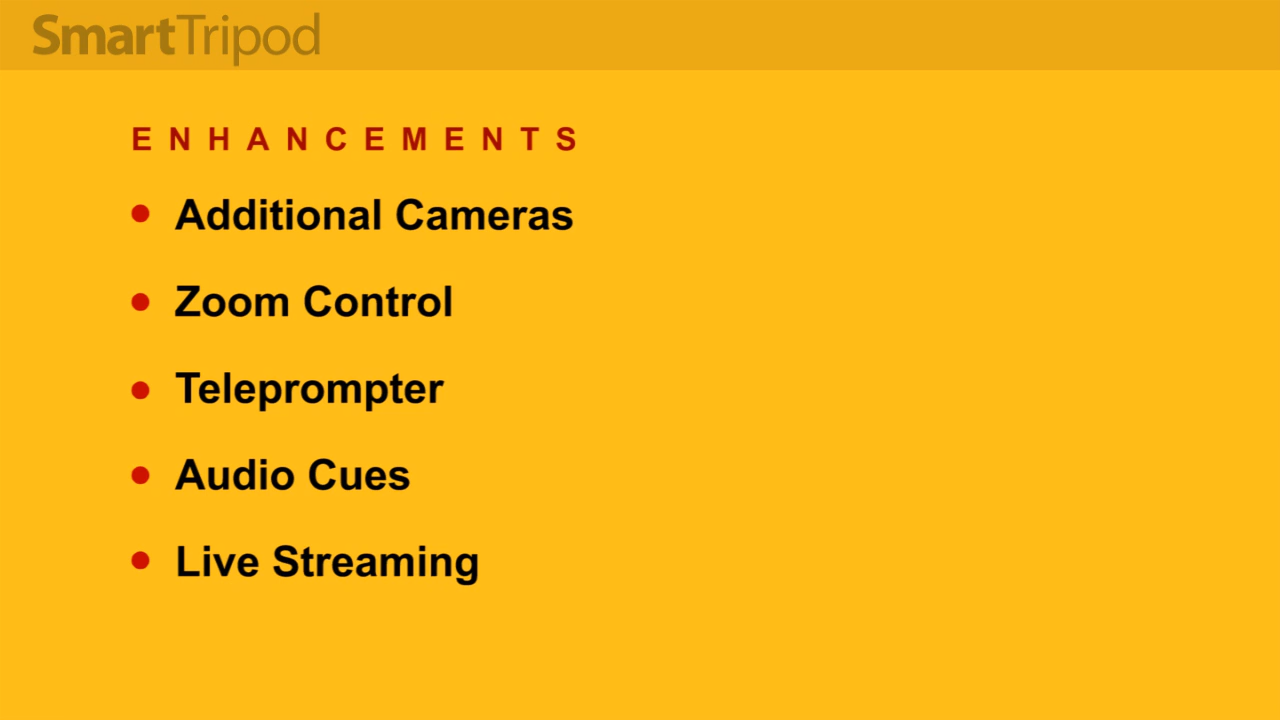 SmartTripod
ENHANCEMENTS
Additional Cameras
Zoom Control
Teleprompter
Audio Cues
Live Streaming